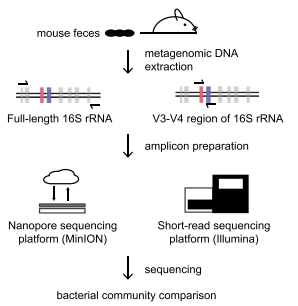 mouse feces
metagenomic DNA
extraction
Full-length 16S rRNA
V3-V4 region of 16S rRNA
amplicon preparation
Nanopore sequencing
platform (MinION)
Short-read sequencing
platform (Illumina)
sequencing
bacterial community comparison